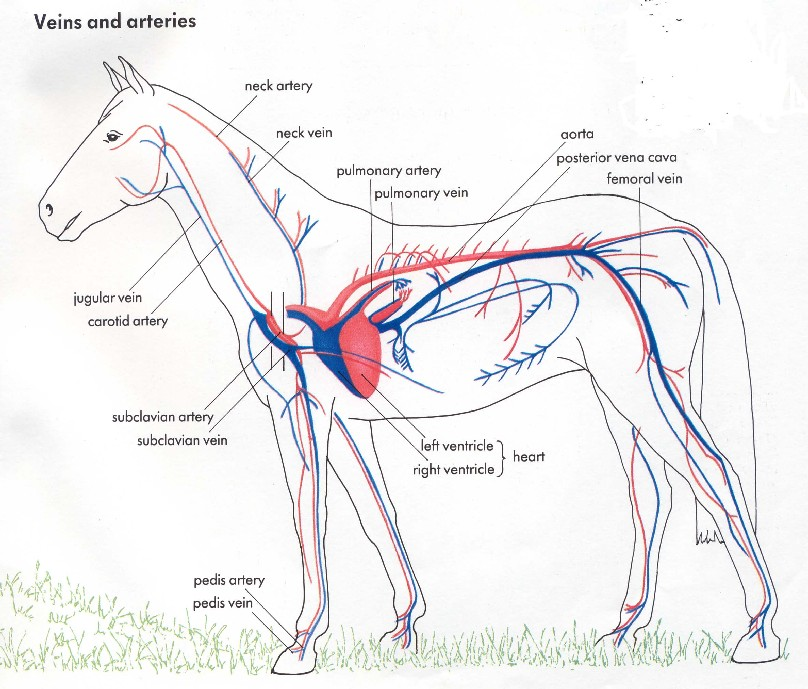 Veins and arteries
neck artery
neck vein
aorta
posterior vena cava
pulmonary artery
femoral vein
pulmonary vein
jugular vein
carotid artery
subclavian artery
subclavian vein
left ventricle
heart
right ventricle
pedis artery
pedis vein